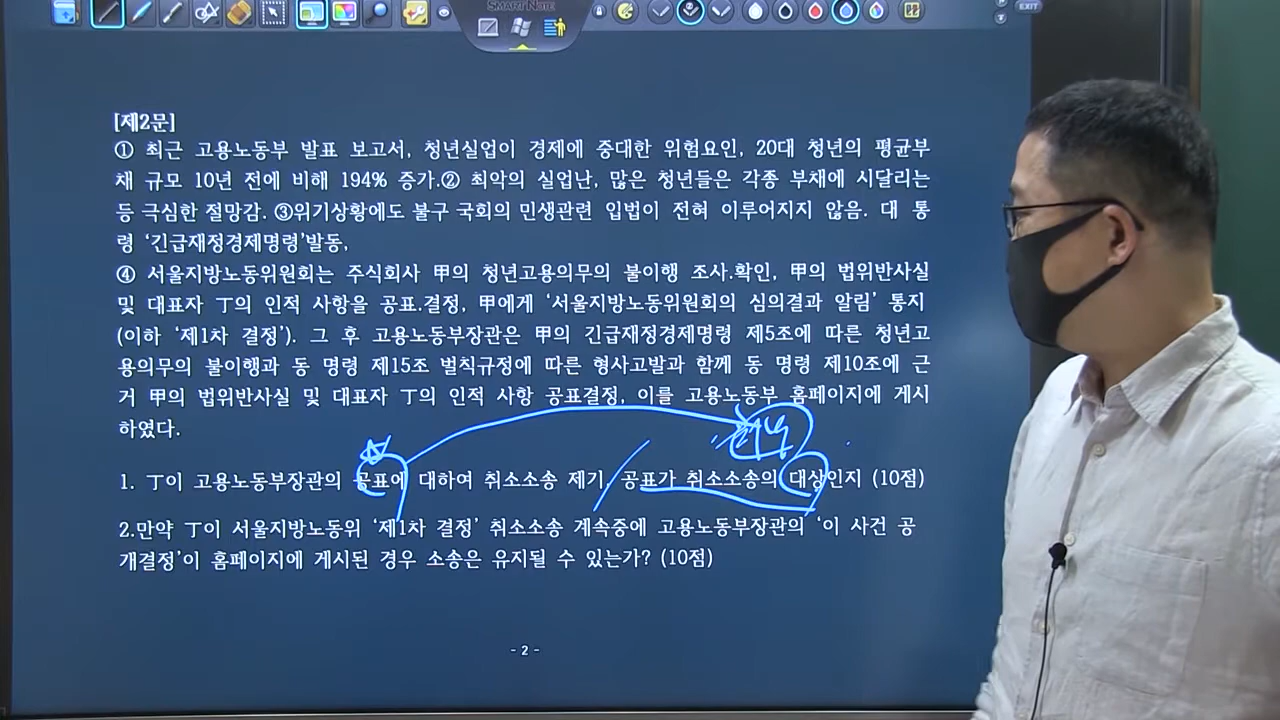 SMART NOTE
EXIT
[제2문]
① 최근 고용노동부 발표 보고서, 청년실업이 경제에 중대한 위험요인, 20대 청년의 평균부
채 규모 10년 전에 비해 194% 증가.② 최악의 실업난, 많은 청년들은 각종 부채에 시달리는
등 극심한 절망감. ③위기상황에도 불구 국회의 민생관련 입법이 전혀 이루어지지 않음. 대 통
령 ‘긴급재정경제명령’발동,
④ 서울지방노동위원회는 주식회사 甲의 청년고용의무의 불이행 조사.확인, 甲의 법위반사실
및 대표자 丁의 인적 사항을 공표.결정, 甲에게 ‘서울지방노동위원회의 심의결과 알림’ 통지
(이하 ‘제1차 결정’). 그 후 고용노동부장관은 甲의 긴급재정경제명령 제5조에 따른 청년고
용의무의 불이행과 동 명령 제15조 벌칙규정에 따른 형사고발과 함께 동 명령 제10조에 근
거 甲의 법위반사실 및 대표자 丁의 인적 사항 공표결정, 이를 고용노동부 홈페이지에 게시
하였다.
1. 丁이 고용노동부장관의 공표에 대하여 취소소송 제기. 공표가 취소소송의 대상인지 (10점)
2.만약 丁이 서울지방노동위 ‘제1차 결정’ 취소소송 계속중에 고용노동부장관의 ‘이 사건 공
개결정’이 홈페이지에 게시된 경우 소송은 유지될 수 있는가? (10점)
- 2 -